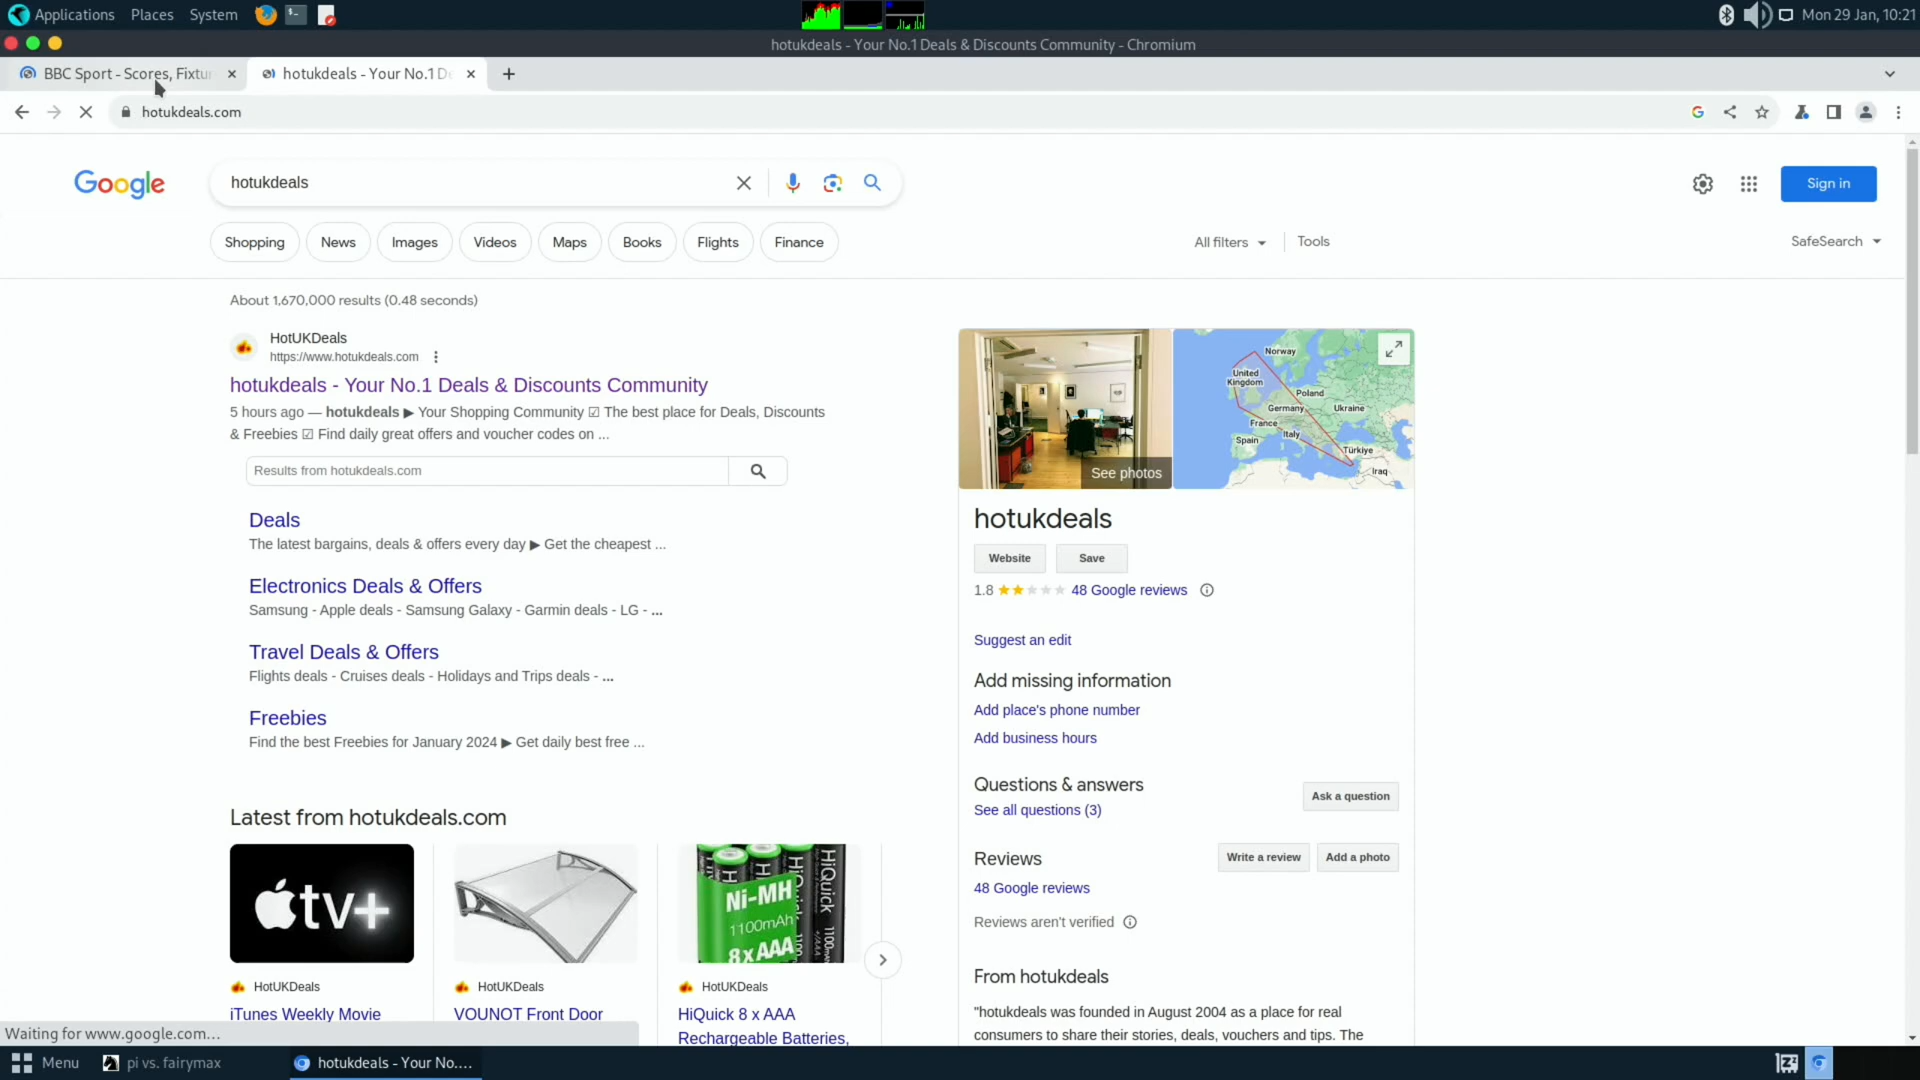 Applications Places System
Mon 29 Jan, 10:21
hotukdeals - Your No.1 Deals & Discounts Community - Chromium
BBC Sport - Scores, Fixtu
hotukdeals - Your No.1 De
hotukdeals.com
Google
hotukdeals
Sign in
Shopping
News
Images
Videos
Maps
Books
Flights
Finance
All filters
Tools
SafeSearch
About 1,670,000 results (0.48 seconds)
HotUKDeals
https://www.hotukdeals.com
hotukdeals - Your No.1 Deals & Discounts Community
5 hours ago — hotukdeals ▶ Your Shopping Community ☑ The best place for Deals, Discounts
& Freebies ☑ Find daily great offers and voucher codes on ...
Results from hotukdeals.com
Deals
The latest bargains, deals & offers every day ▶ Get the cheapest ...
Electronics Deals & Offers
Samsung - Apple deals - Samsung Galaxy - Garmin deals - LG - ...
Travel Deals & Offers
Flights deals - Cruises deals - Holidays and Trips deals - ...
Freebies
Find the best Freebies for January 2024 ▶ Get daily best free ...
Latest from hotukdeals.com
tv+
HiQuick
Ni-MH
1100mAh
8xAAA
HotUKDeals
iTunes Weekly Movie
HotUKDeals
VOUNOT Front Door
HotUKDeals
HiQuick 8 x AAA
Rechargeable Batteries,
See photos
Norway
United
Kingdom
Poland
Germany
Ukraine
France
Italy
Spain
Türkiye
Iraq
hotukdeals
Website
Save
1.8
48 Google reviews
Suggest an edit
Add missing information
Add place's phone number
Add business hours
Questions & answers
See all questions (3)
Ask a question
Reviews
48 Google reviews
Write a review
Add a photo
Reviews aren't verified
From hotukdeals
"hotukdeals was founded in August 2004 as a place for real
consumers to share their stories, deals, vouchers and tips. The
Waiting for www.google.com...
Menu
pi vs. fairymax
hotukdeals - Your No....